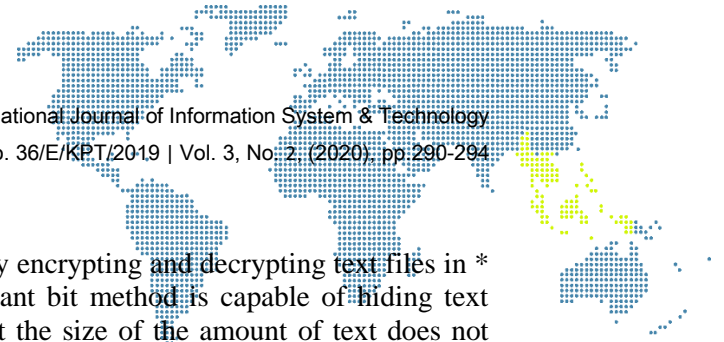 ational Journal of Information System & Technology
o. 36/E/KPT/2019 | Vol. 3, No. 2, (2020), pp.290-294
y encrypting and decrypting text files in *
ant bit method is capable of hiding text
t the size of the amount of text does not